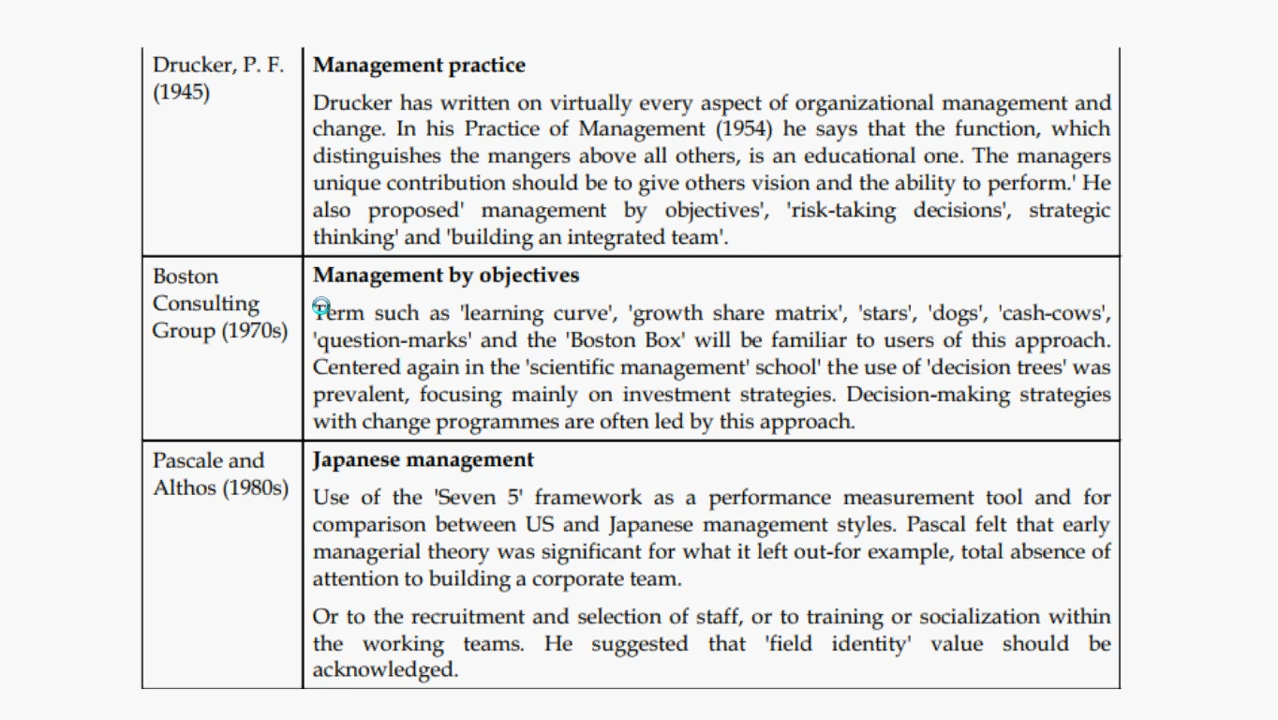 Drucker, P. F.
(1945)
Management practice
Drucker has written on virtually every aspect of organizational management and
change. In his Practice of Management (1954) he says that the function, which
distinguishes the mangers above all others, is an educational one. The managers
unique contribution should be to give others vision and the ability to perform.' He
also proposed' management by objectives', 'risk-taking decisions', strategic
thinking' and 'building an integrated team'.
Boston
Consulting
Group (1970s)
Management by objectives
Term such as 'learning curve', 'growth share matrix', 'stars', 'dogs', 'cash-cows',
'question-marks' and the 'Boston Box' will be familiar to users of this approach.
Centered again in the 'scientific management' school' the use of 'decision trees' was
prevalent, focusing mainly on investment strategies. Decision-making strategies
with change programmes are often led by this approach.
Pascale and
Althos (1980s)
Japanese management
Use of the 'Seven 5' framework as a performance measurement tool and for
comparison between US and Japanese management styles. Pascal felt that early
managerial theory was significant for what it left out-for example, total absence of
attention to building a corporate team.
Or to the recruitment and selection of staff, or to training or socialization within
the working teams. He suggested that 'field identity' value should be
acknowledged.